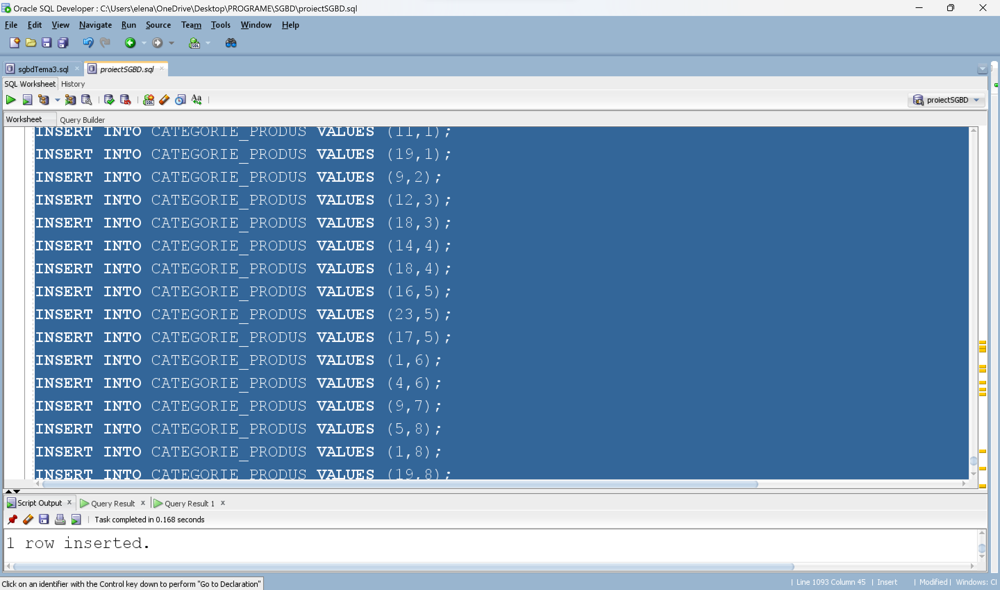 Oracle SQL Developer : C:\Users\elena\OneDrive\Desktop\PROGRAME\SGBD\proiectSGBD.sql
File Edit View Navigate Run Source Team Tools Window Help
sgbdTema3.sql proiectSGBD.sql
SQL Worksheet History
proiectSGBD
Worksheet Query Builder
INSERT INTO CATEGORIE_PRODUS VALUES (11,1);
INSERT INTO CATEGORIE_PRODUS VALUES (19,1);
INSERT INTO CATEGORIE_PRODUS VALUES (9,2);
INSERT INTO CATEGORIE_PRODUS VALUES (12,3);
INSERT INTO CATEGORIE_PRODUS VALUES (18,3);
INSERT INTO CATEGORIE_PRODUS VALUES (14,4);
INSERT INTO CATEGORIE_PRODUS VALUES (18,4);
INSERT INTO CATEGORIE_PRODUS VALUES (16,5);
INSERT INTO CATEGORIE_PRODUS VALUES (23,5);
INSERT INTO CATEGORIE_PRODUS VALUES (17,5);
INSERT INTO CATEGORIE_PRODUS VALUES (1,6);
INSERT INTO CATEGORIE_PRODUS VALUES (4,6);
INSERT INTO CATEGORIE_PRODUS VALUES (9,7);
INSERT INTO CATEGORIE_PRODUS VALUES (5,8);
INSERT INTO CATEGORIE_PRODUS VALUES (1,8);
INSERT INTO CATEGORIE_PRODUS VALUES (19,8);
Script Output x Query Result x Query Result 1 x
Task completed in 0.168 seconds
1 row inserted.
Click on an identifier with the Control key down to perform "Go to Declaration"
| Line 1093 Column 45 | Insert | Modified | Windows: Cl